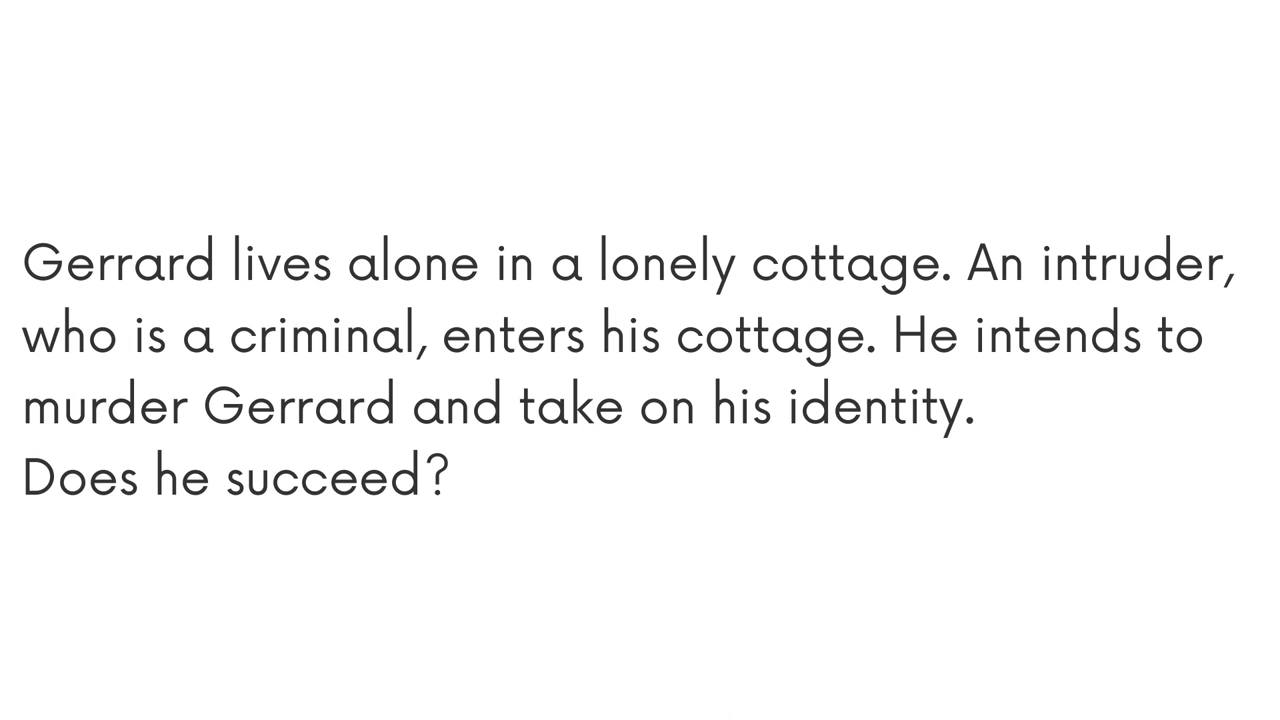 Gerrard lives alone in a lonely cottage. An intruder,
who is a criminal, enters his cottage. He intends to
murder Gerrard and take on his identity.
Does he succeed?